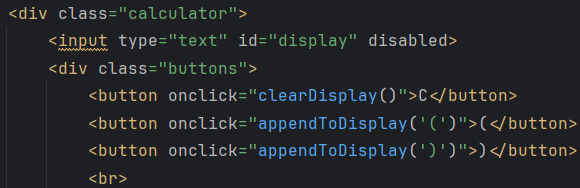 <div class="calculator">
<input type="text" id="display" disabled>
<div class="buttons">
<button onclick="clearDisplay()">C</button>
<button onclick="appendToDisplay('(')">(</button>
<button onclick="appendToDisplay(')')">)</button>
<br>